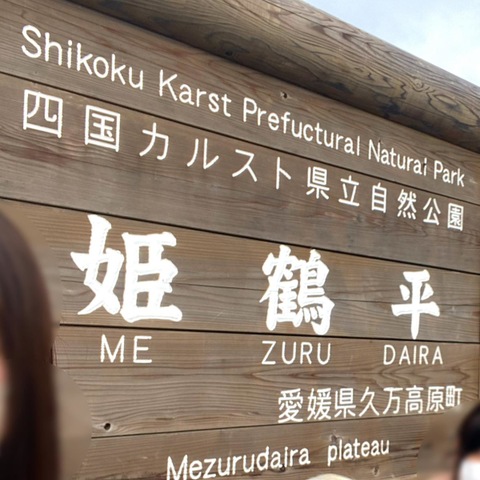 Shikoku Karst Prefuctural Natural Park
四国カルスト県立自然公園
姫鶴平
ME ZURU DAIRA
愛媛県久万高原町
Mezurudaira plateau